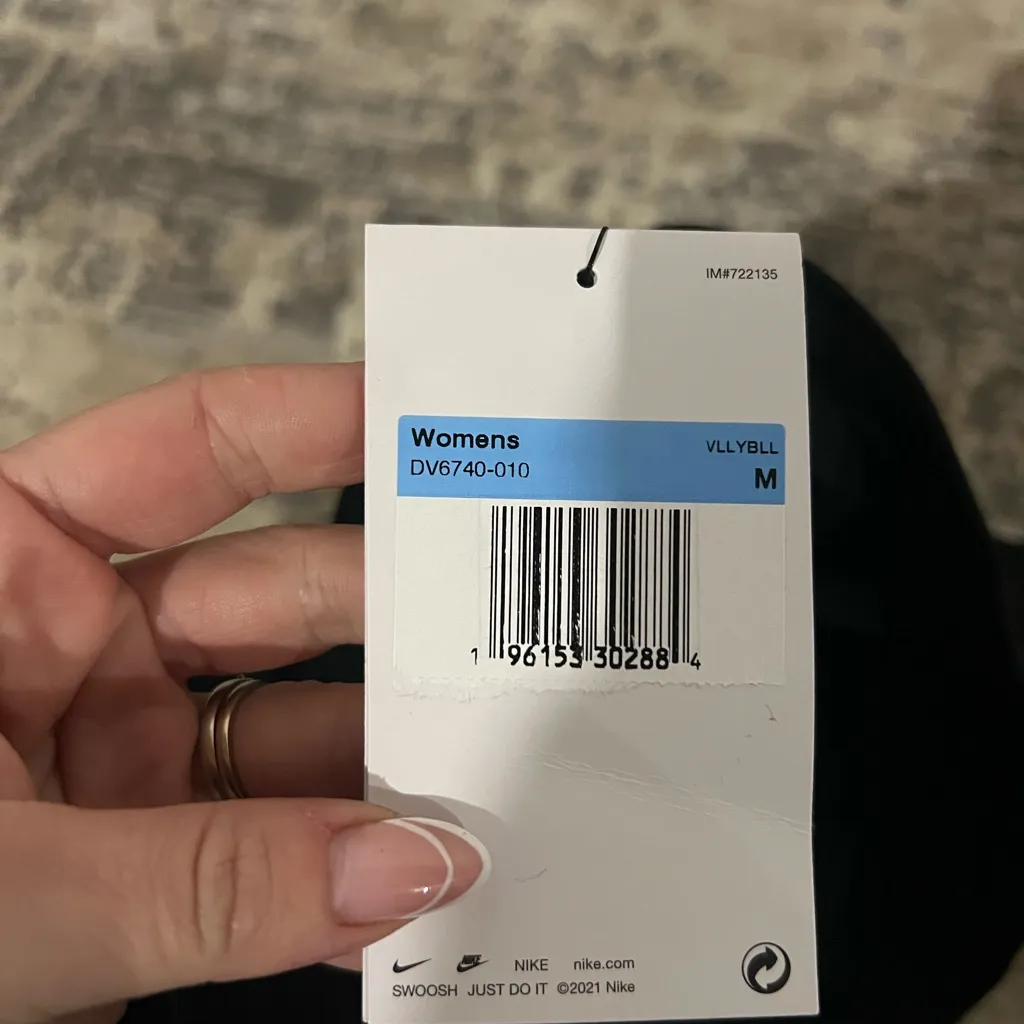 IM#722135
Womens
VLLYBLL
DV6740-010
M
1 96153 30288 4
NIKE
NIKE nike.com
SWOOSH JUST DO IT ©2021 Nike